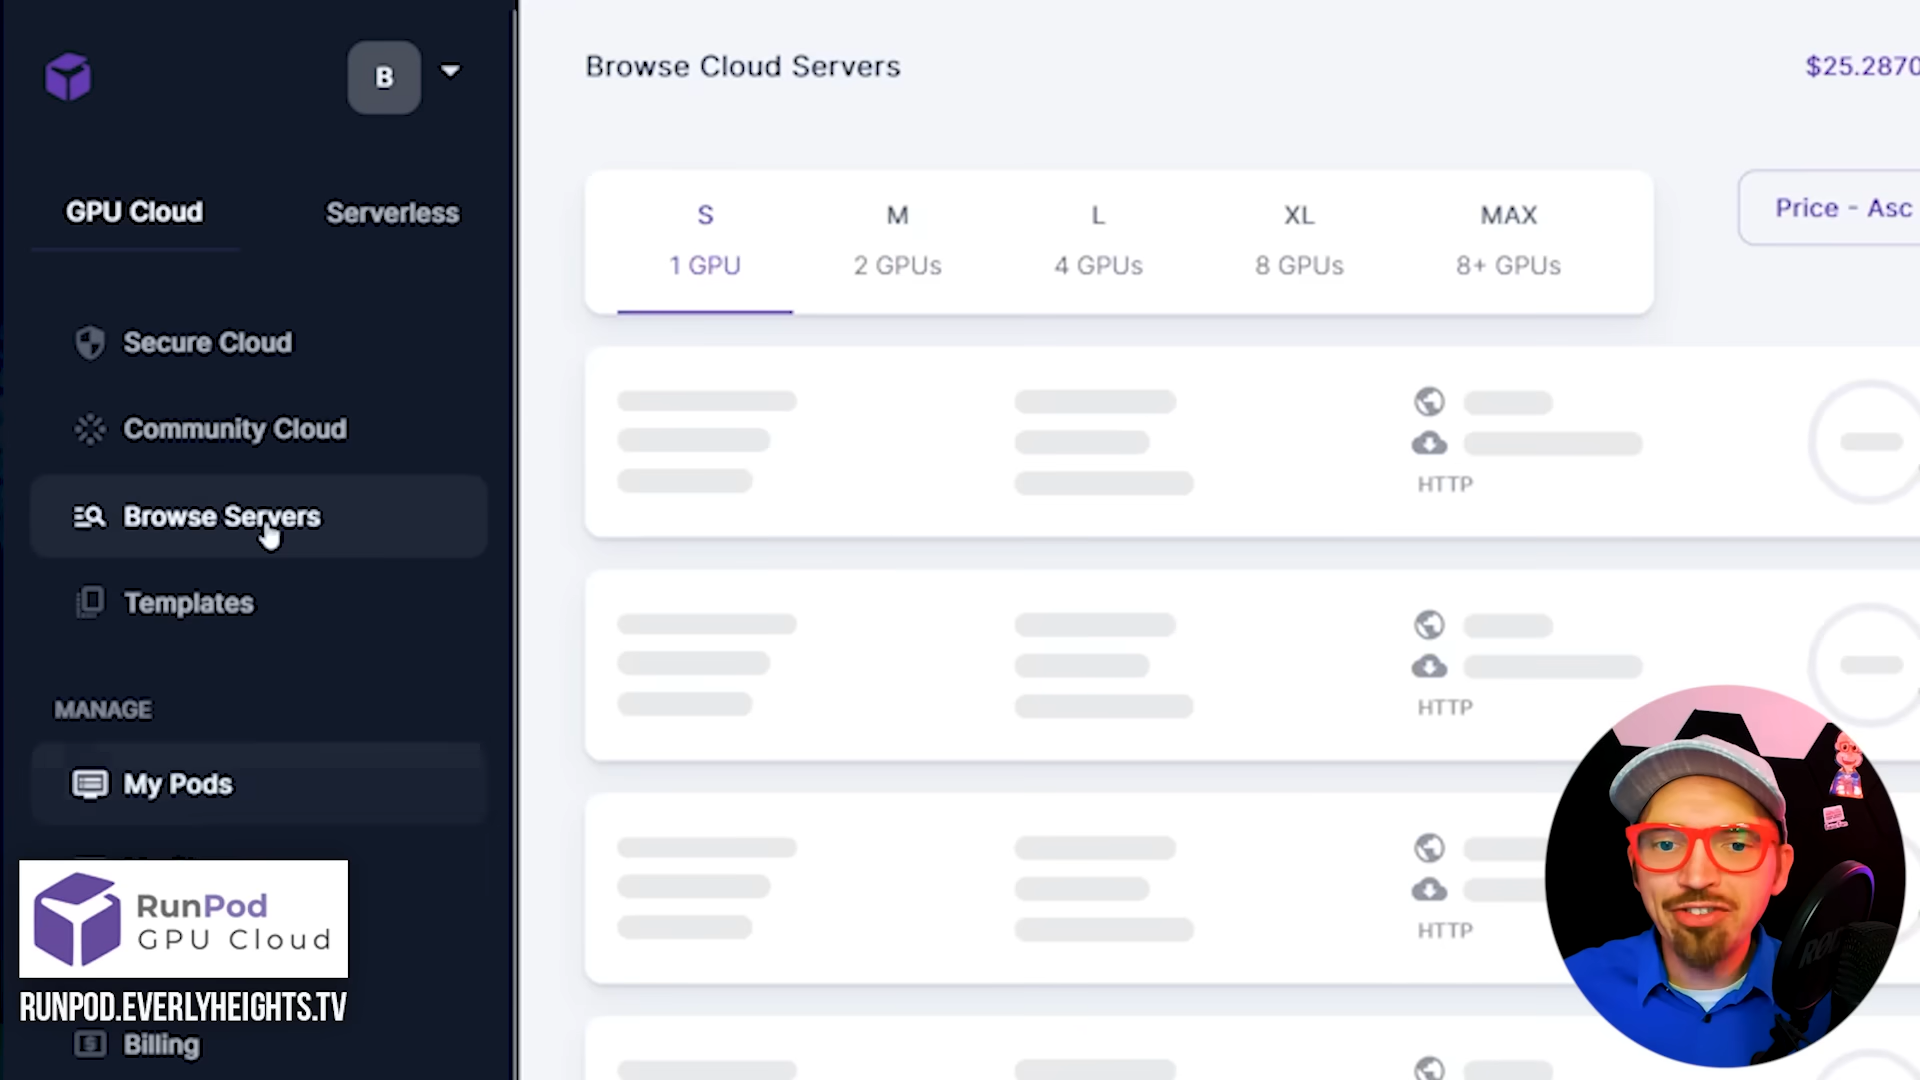 B
Browse Cloud Servers
$25.2870
GPU Cloud
Serverless
S
M
L
XL
MAX
1 GPU
2 GPUs
4 GPUs
8 GPUs
8+ GPUs
Price - Asc
Secure Cloud
Community Cloud
Browse Servers
Templates
HTTP
HTTP
HTTP
MANAGE
My Pods
RunPod
GPU Cloud
RUNPOD.EVERLYHEIGHTS.TV
Billing